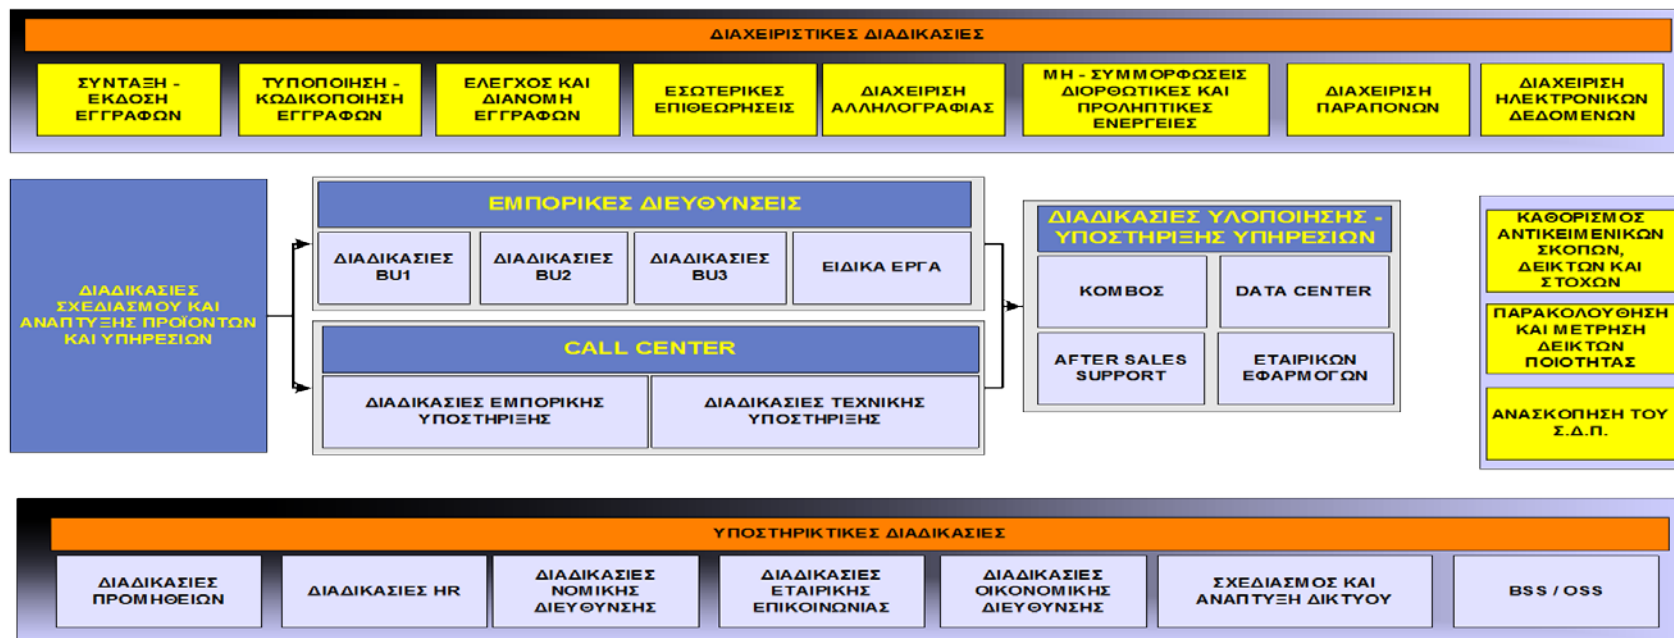 ΔΙΑΧΕΙΡΙΣΤΙΚΕΣ ΔΙΑΔΙΚΑΣΙΕΣ
ΣΥΝΤΑΞΗ -
ΕΚΔΟΣΗ
ΕΓΓΡΑΦΩΝ
ΤΥΠΟΠΟΙΗΣΗ -
ΚΩΔΙΚΟΠΟΙΗΣΗ
ΕΓΓΡΑΦΩΝ
ΕΛΕΓΧΟΣ ΚΑΙ
ΔΙΑΝΟΜΗ
ΕΓΓΡΑΦΩΝ
ΕΣΩΤΕΡΙΚΕΣ
ΕΠΙΘΕΩΡΗΣΕΙΣ
ΔΙΑΧΕΙΡΙΣΗ
ΑΛΛΗΛΟΓΡΑΦΙΑΣ
ΜΗ - ΣΥΜΜΟΡΦΩΣΕΙΣ
ΔΙΟΡΘΩΤΙΚΕΣ ΚΑΙ
ΠΡΟΛΗΠΤΙΚΕΣ
ΕΝΕΡΓΕΙΕΣ
ΔΙΑΧΕΙΡΙΣΗ
ΠΑΡΑΠΟΝΩΝ
ΔΙΑΧΕΙΡΙΣΗ
ΗΛΕΚΤΡΟΝΙΚΩΝ
ΔΕΔΟΜΕΝΩΝ
ΔΙΑΔΙΚΑΣΙΕΣ
ΣΧΕΔΙΑΣΜΟΥ ΚΑΙ
ΑΝΑΠΤΥΞΗΣ ΠΡΟΪΟΝΤΩΝ
ΚΑΙ ΥΠΗΡΕΣΙΩΝ
ΕΜΠΟΡΙΚΕΣ ΔΙΕΥΘΥΝΣΕΙΣ
ΔΙΑΔΙΚΑΣΙΕΣ
BU1
ΔΙΑΔΙΚΑΣΙΕΣ
BU2
ΔΙΑΔΙΚΑΣΙΕΣ
BU3
ΕΙΔΙΚΑ ΕΡΓΑ
CALL CENTER
ΔΙΑΔΙΚΑΣΙΕΣ ΕΜΠΟΡΙΚΗΣ
ΥΠΟΣΤΗΡΙΞΗΣ
ΔΙΑΔΙΚΑΣΙΕΣ ΤΕΧΝΙΚΗΣ
ΥΠΟΣΤΗΡΙΞΗΣ
ΔΙΑΔΙΚΑΣΙΕΣ ΥΛΟΠΟΙΗΣΗΣ -
ΥΠΟΣΤΗΡΙΞΗΣ ΥΠΗΡΕΣΙΩΝ
ΚΟΜΒΟΣ
DATA CENTER
AFTER SALES
SUPPORT
ΕΤΑΙΡΙΚΩΝ
ΕΦΑΡΜΟΓΩΝ
ΚΑΘΟΡΙΣΜΟΣ
ΑΝΤΙΚΕΙΜΕΝΙΚΩΝ
ΣΚΟΠΩΝ,
ΔΕΙΚΤΩΝ ΚΑΙ
ΣΤΟΧΩΝ
ΠΑΡΑΚΟΛΟΥΘΗΣΗ
ΚΑΙ ΜΕΤΡΗΣΗ
ΔΕΙΚΤΩΝ
ΠΟΙΟΤΗΤΑΣ
ΑΝΑΣΚΟΠΗΣΗ ΤΟΥ
Σ.Δ.Π.
ΥΠΟΣΤΗΡΙΚΤΙΚΕΣ ΔΙΑΔΙΚΑΣΙΕΣ
ΔΙΑΔΙΚΑΣΙΕΣ
ΠΡΟΜΗΘΕΙΩΝ
ΔΙΑΔΙΚΑΣΙΕΣ HR
ΔΙΑΔΙΚΑΣΙΕΣ
ΝΟΜΙΚΗΣ
ΔΙΕΥΘΥΝΣΗΣ
ΔΙΑΔΙΚΑΣΙΕΣ
ΕΤΑΙΡΙΚΗΣ
ΕΠΙΚΟΙΝΩΝΙΑΣ
ΔΙΑΔΙΚΑΣΙΕΣ
ΟΙΚΟΝΟΜΙΚΗΣ
ΔΙΕΥΘΥΝΣΗΣ
ΣΧΕΔΙΑΣΜΟΣ ΚΑΙ
ΑΝΑΠΤΥΞΗ ΔΙΚΤΥΟΥ
BSS / OSS